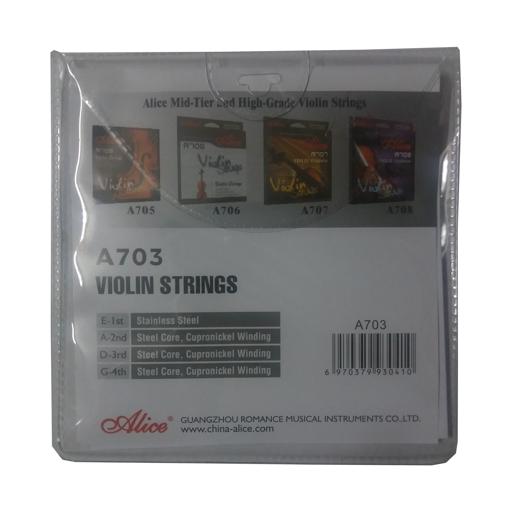 Alice Mid-Tier and High-Grade Violin Strings
A705
A706
A707
A708
A703
VIOLIN STRINGS
E-1st Stainless Steel
A-2nd Steel Core, Cupronickel Winding
D-3rd Steel Core, Cupronickel Winding
G-4th Steel Core, Cupronickel Winding
A703
6 970379 930410
Alice®
GUANGZHOU ROMANCE MUSICAL INSTRUMENTS CO.,LTD.
www.china-alice.com